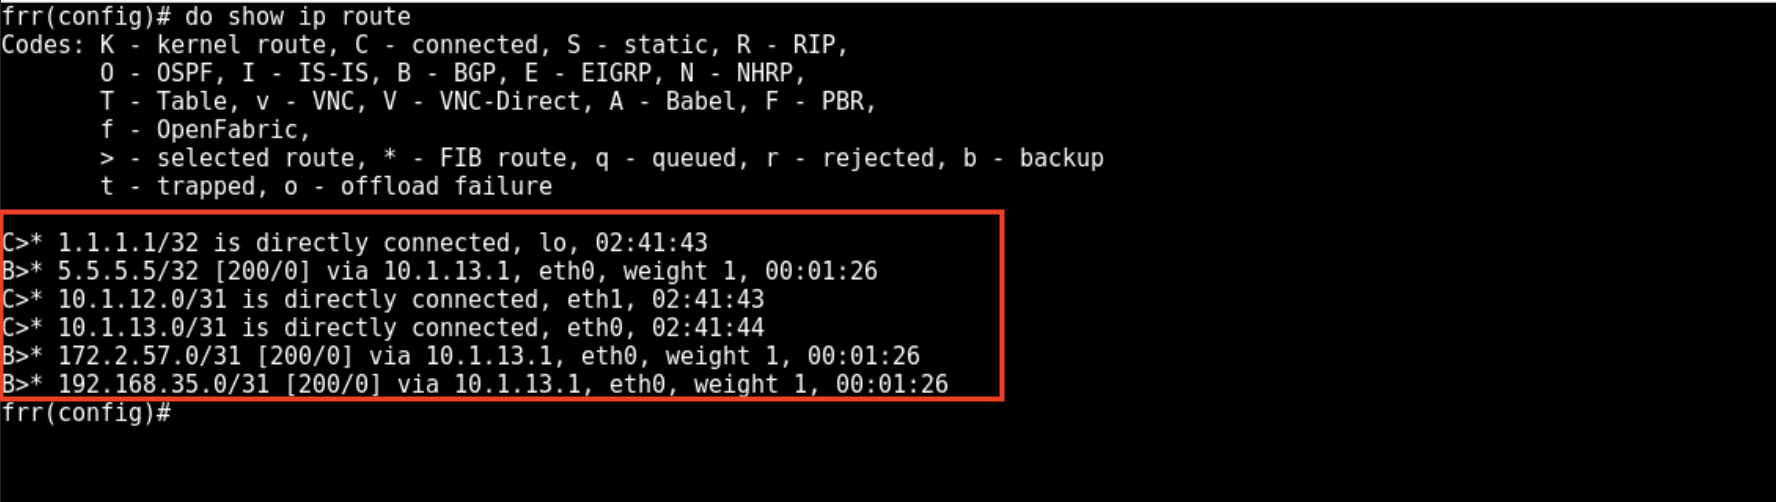 frr(config)# do show ip route
Codes: K - kernel route, C - connected, S - static, R - RIP,
       O - OSPF, I - IS-IS, B - BGP, E - EIGRP, N - NHRP,
       T - Table, v - VNC, V - VNC-Direct, A - Babel, F - PBR,
       f - OpenFabric,
       > - selected route, * - FIB route, q - queued, r - rejected, b - backup
       t - trapped, o - offload failure
C>* 1.1.1.1/32 is directly connected, lo, 02:41:43
B>* 5.5.5.5/32 [200/0] via 10.1.13.1, eth0, weight 1, 00:01:26
C>* 10.1.12.0/31 is directly connected, eth1, 02:41:43
C>* 10.1.13.0/31 is directly connected, eth0, 02:41:44
B>* 172.2.57.0/31 [200/0] via 10.1.13.1, eth0, weight 1, 00:01:26
B>* 192.168.35.0/31 [200/0] via 10.1.13.1, eth0, weight 1, 00:01:26
frr(config)#